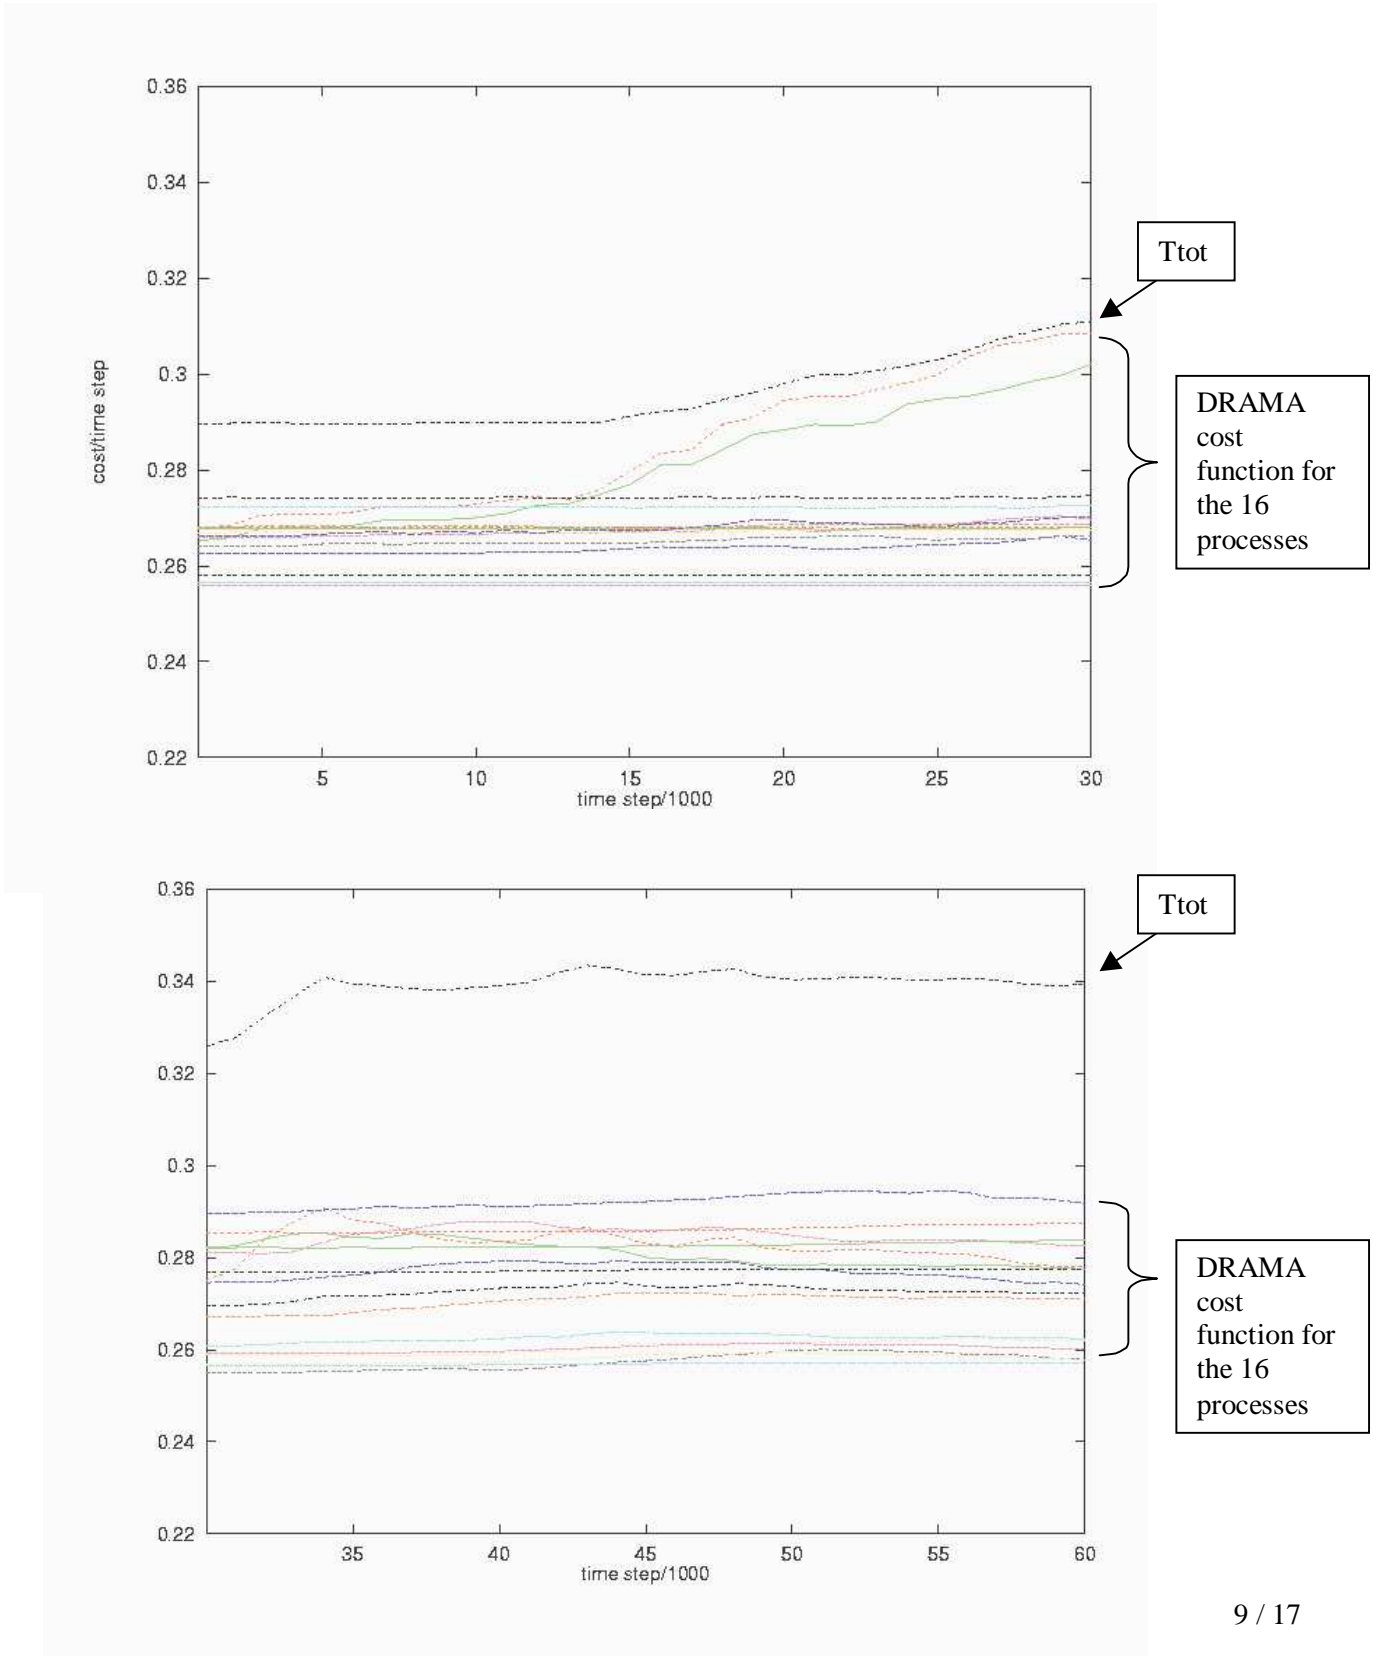 0.36
0.34
0.32
0.3
0.28
0.26
0.24
0.22
cost/time step
5 10 15 20 25 30
time step/1000
Ttot
DRAMA
cost
function for
the 16
processes
0.36
0.34
0.32
0.3
0.28
0.26
0.24
0.22
35 40 45 50 55 60
time step/1000
Ttot
DRAMA
cost
function for
the 16
processes
9 / 17